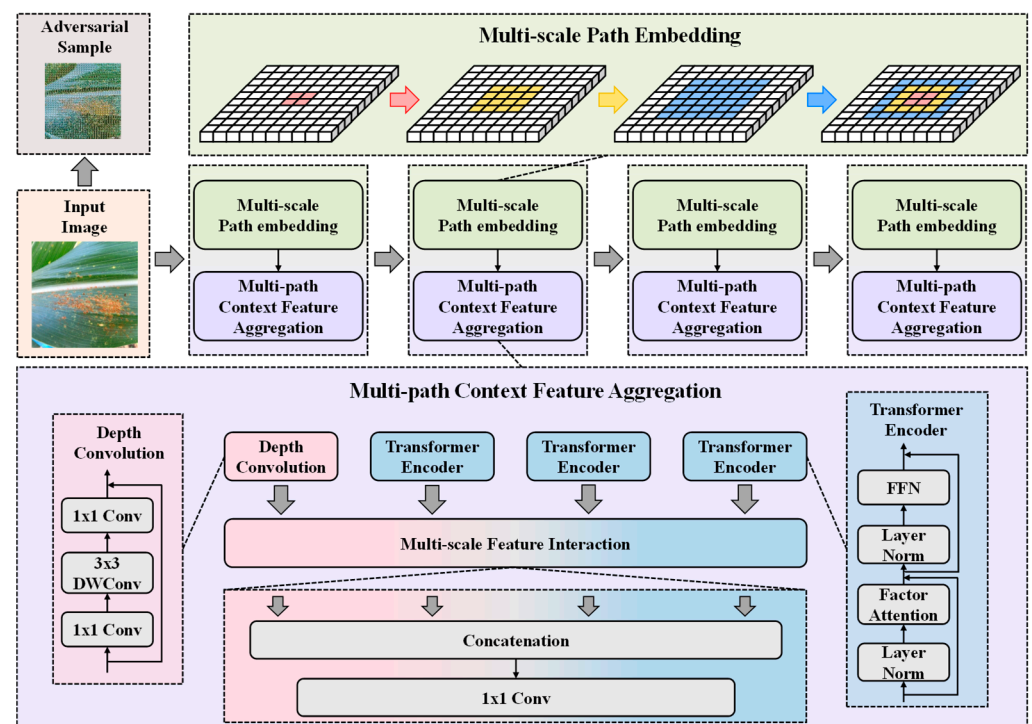 Adversarial
Sample
Multi-scale Path Embedding
Input
Image
Multi-scale
Path embedding
Multi-path
Context Feature
Aggregation
Multi-scale
Path embedding
Multi-path
Context Feature
Aggregation
Multi-scale
Path embedding
Multi-path
Context Feature
Aggregation
Multi-scale
Path embedding
Multi-path
Context Feature
Aggregation
Multi-path Context Feature Aggregation
Depth
Convolution
1x1 Conv
3x3
DWConv
1x1 Conv
Depth
Convolution
Transformer
Encoder
Transformer
Encoder
Transformer
Encoder
Multi-scale Feature Interaction
Concatenation
1x1 Conv
Transformer
Encoder
FFN
Layer
Norm
Factor
Attention
Layer
Norm